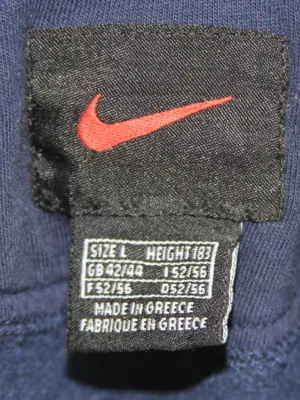 SIZE L HEIGHT 183
GB 42/44 I 52/56
F 52/56 D 52/56
MADE IN GREECE
FABRIQUE EN GREECE